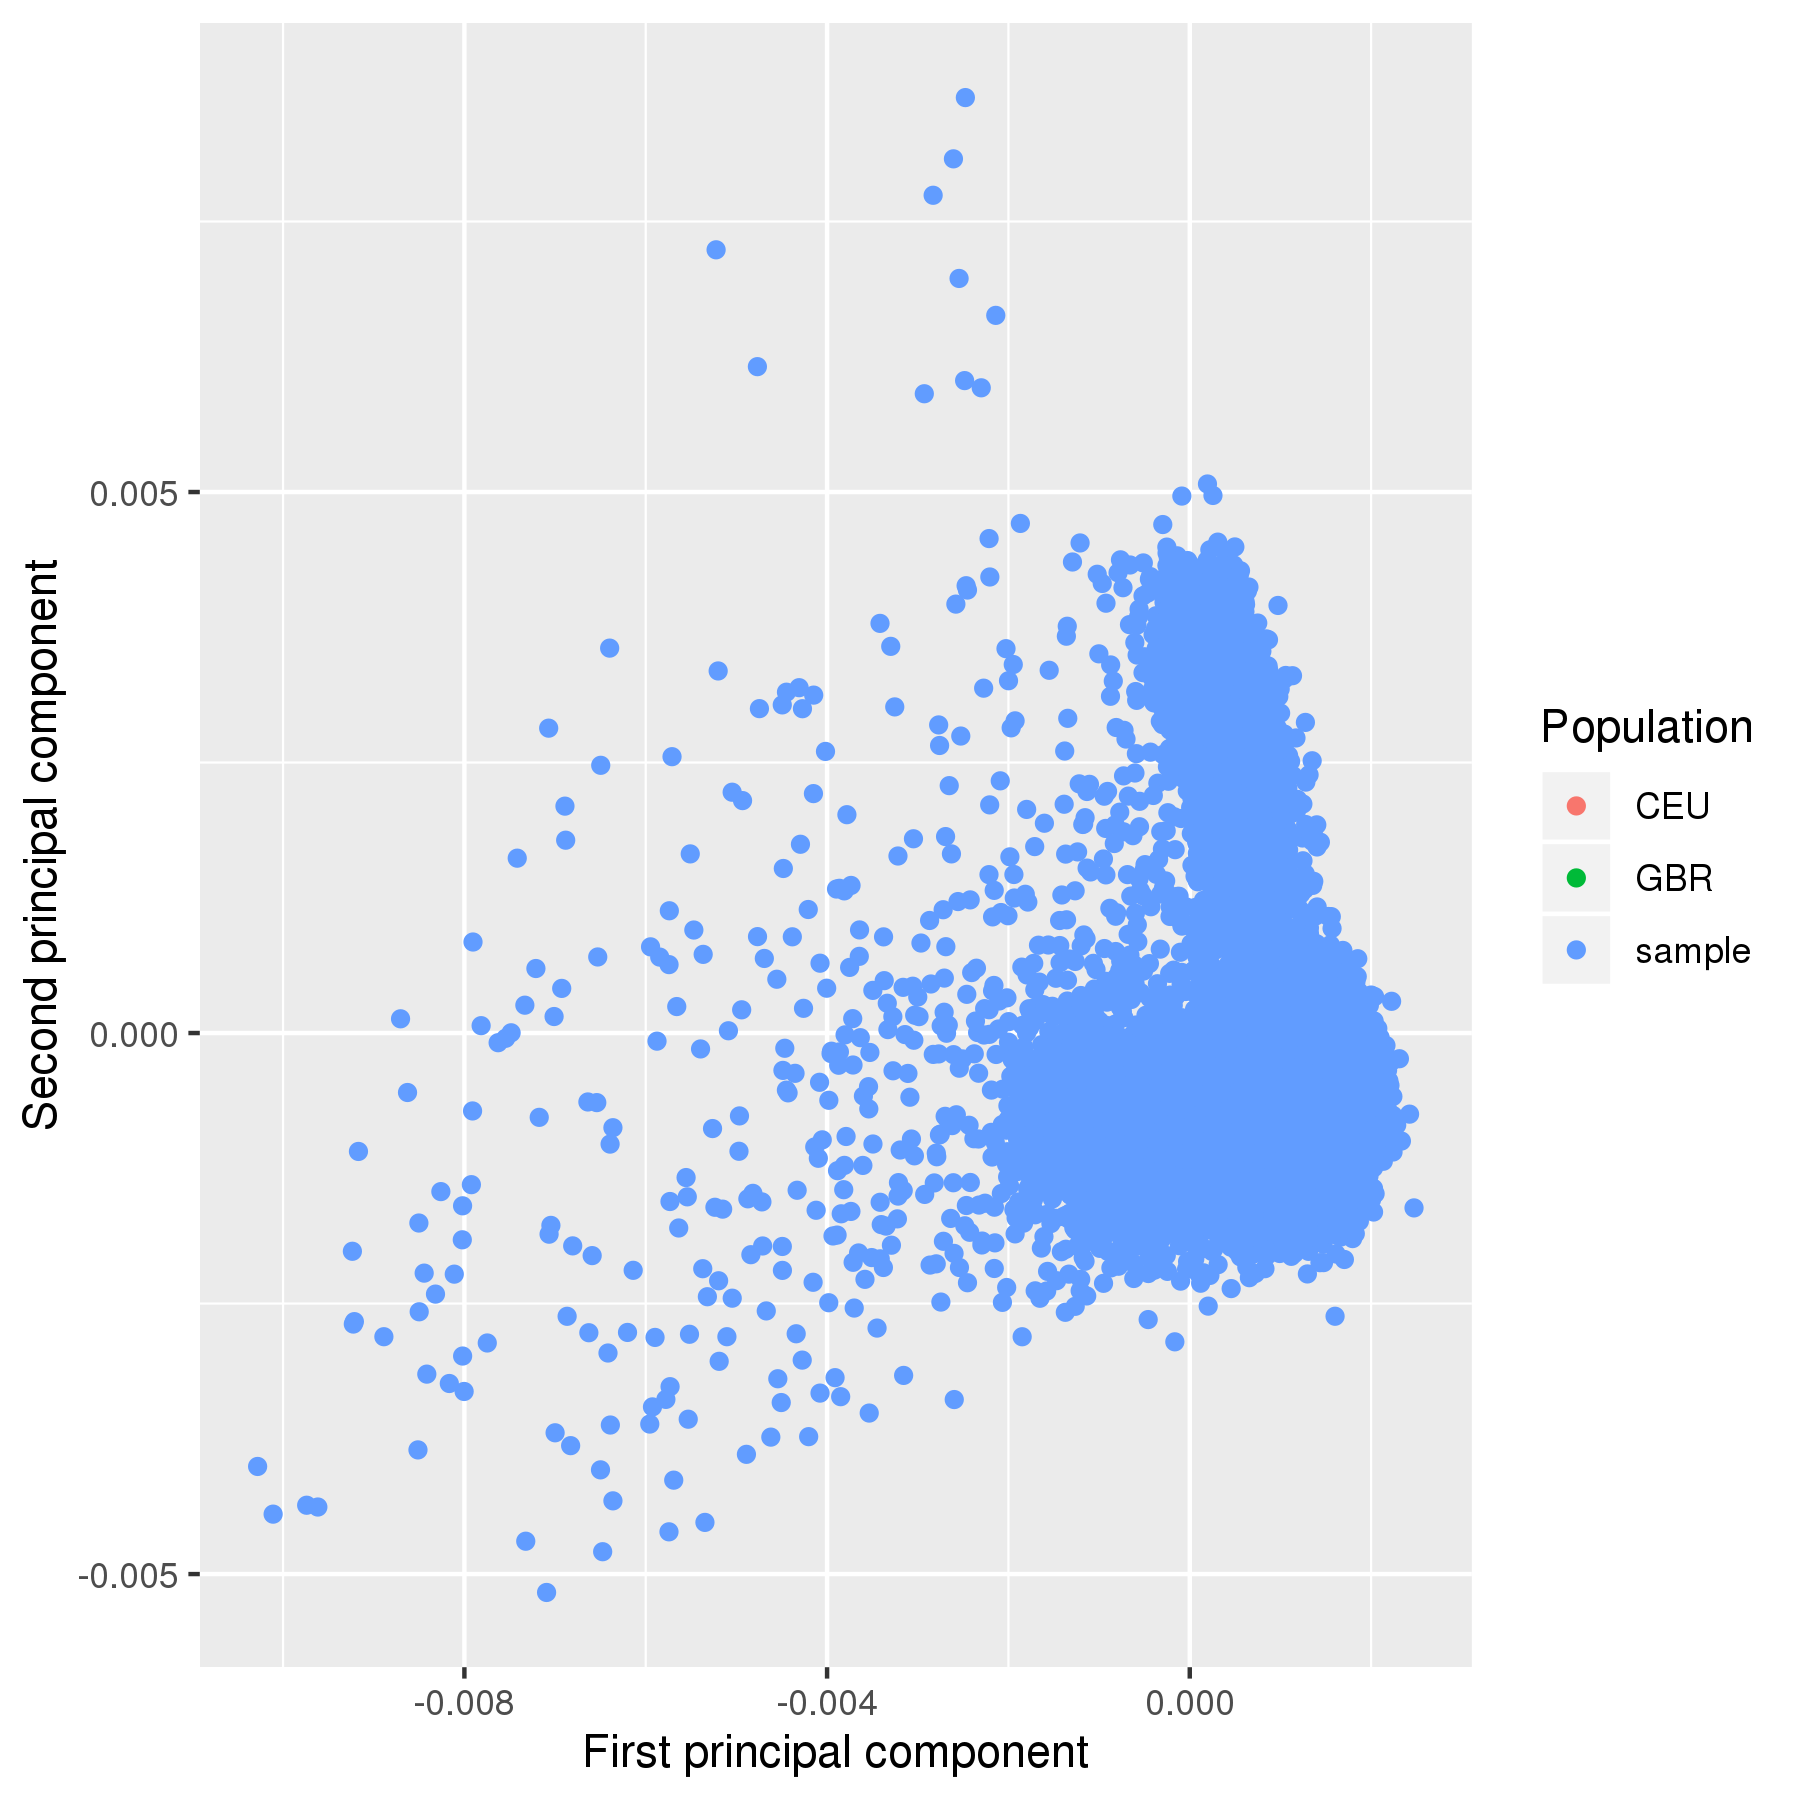 Second principal component
0.005
0.000
-0.005
-0.008
-0.004
0.000
First principal component
Population
CEU
GBR
sample